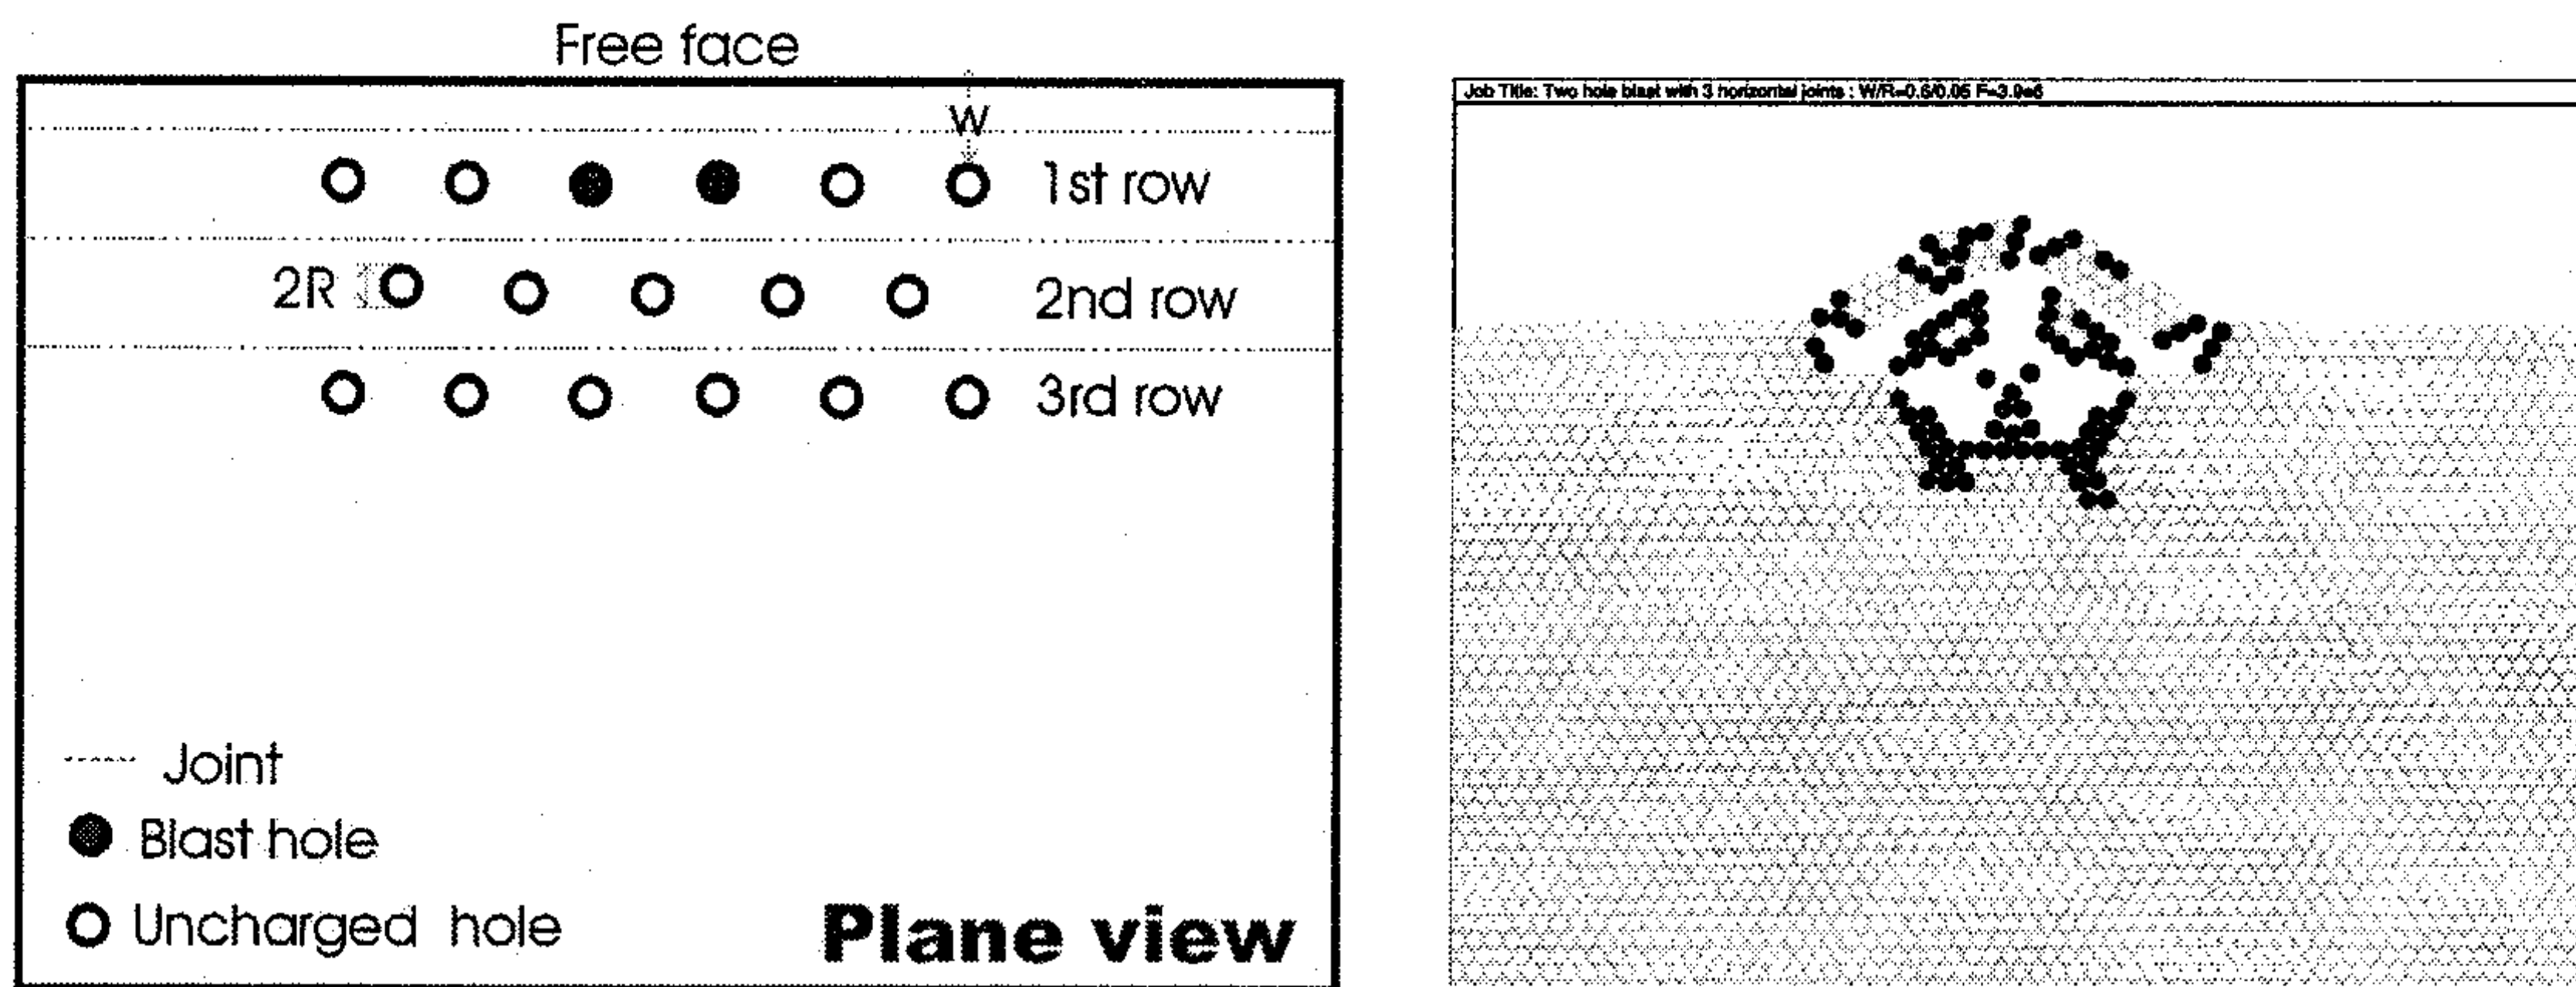 Free face
W
1st row
2R
2nd row
3rd row
Joint
Blast hole
Uncharged hole
Plane view
Job Title: Two hole blast with 3 horizontal joints : W/R=0.6/0.05 F=3.9e6